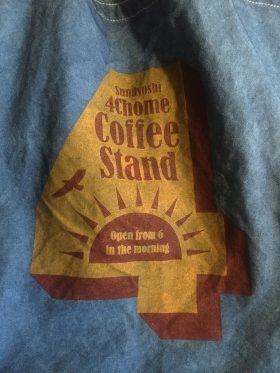 Sumiyoshi
4Chome
Coffee
Stand
Open from 6
in the morning